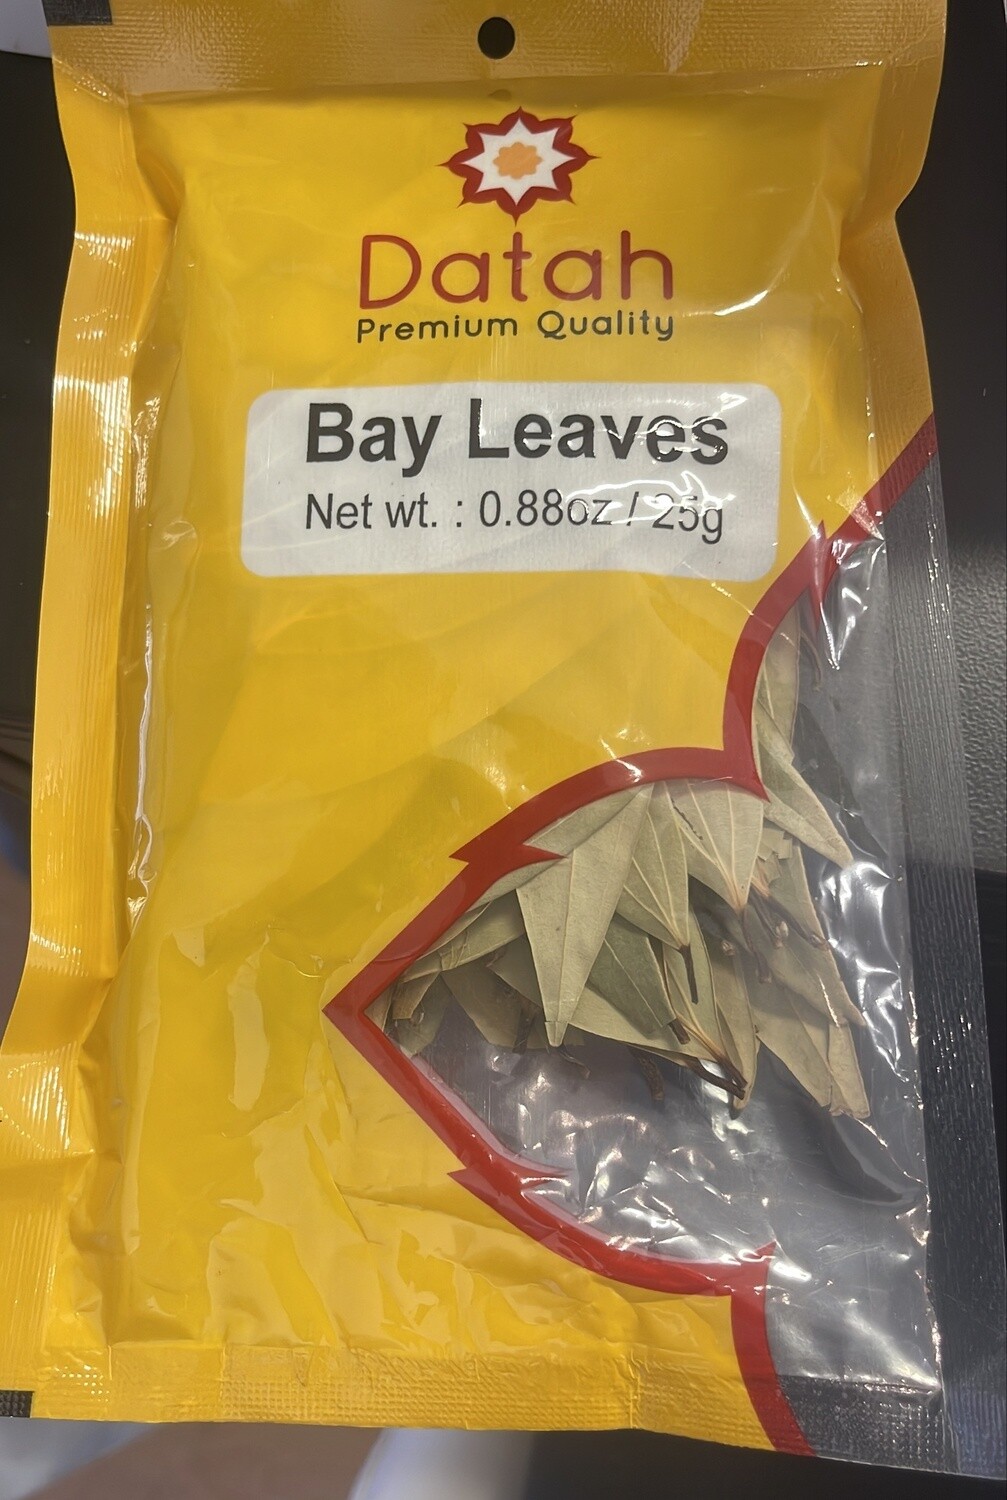 Datah
Premium Quality
Bay Leaves
Net wt. : 0.88oz / 25g